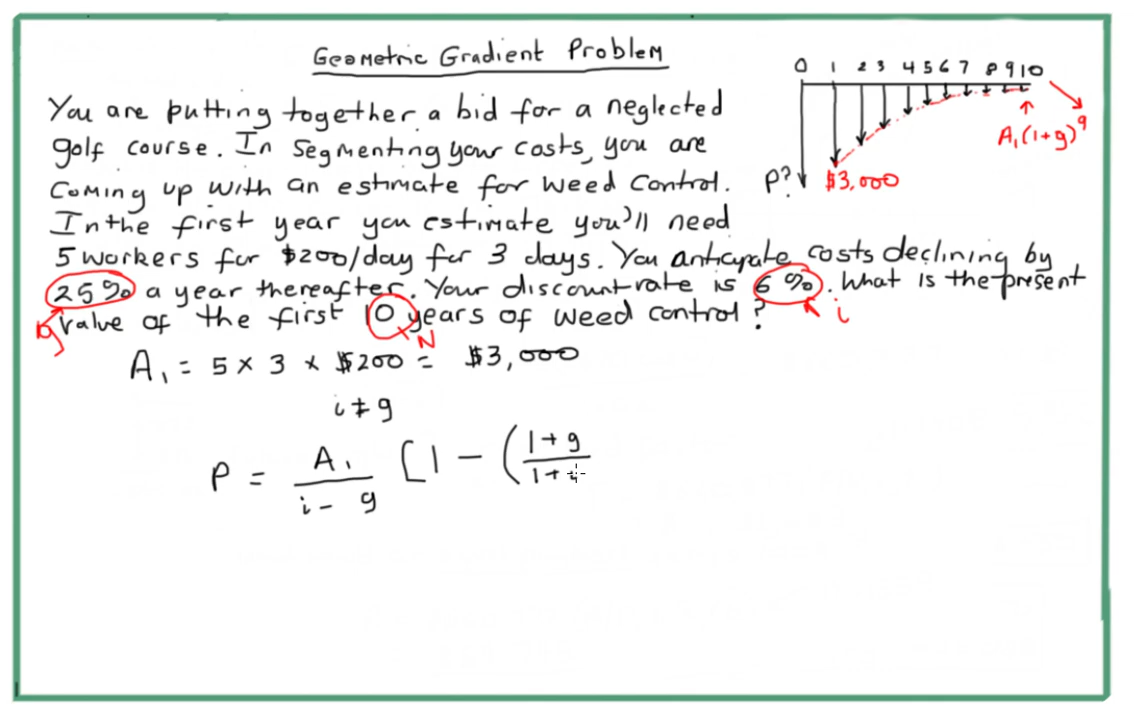 Geometric Gradient Problem
You are putting together a bid for a neglected
golf course. In segmenting your costs, you are
coming up with an estimate for weed control.
In the first year you estimate you'll need
5 workers for $200/day for 3 days. You anticipate costs declining by
25% a year thereafter. Your discount rate is 6%. What is the present
value of the first 10 years of weed control?
g
N
i
0 1 2 3 4 5 6 7 8 9 10
A₁(1+g)⁹
P? $3,000
A₁ = 5 × 3 × $200 = $3,000
i ≠ g
P = A₁ / (i - g) [1 - ( (1+g) / (1+i